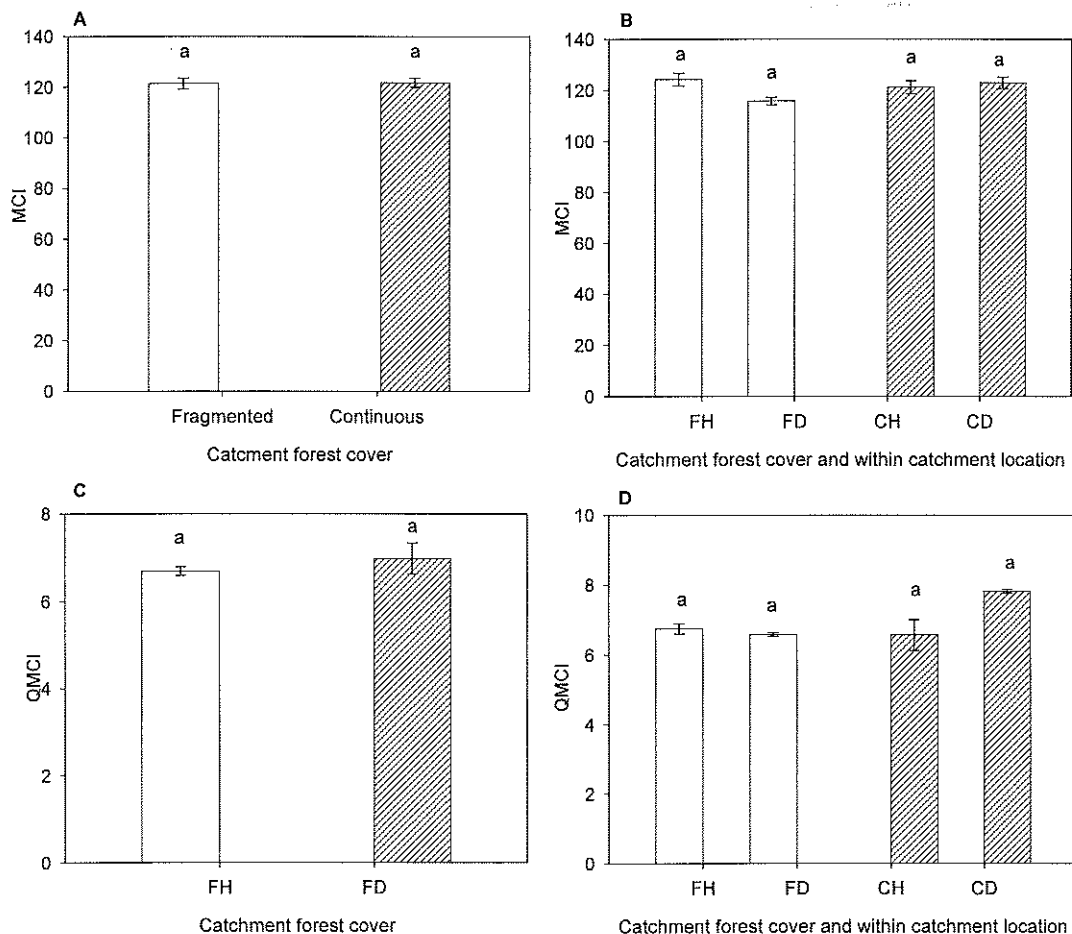 A
140
120
100
80
60
40
20
0
MCI
a a
Fragmented Continuous
Catcment forest cover
B
140
120
100
80
60
40
20
0
MCI
a a a a
FH FD CH CD
Catchment forest cover and within catchment location
C
8
6
4
2
0
QMCI
a a
FH FD
Catchment forest cover
D
10
8
6
4
2
0
QMCI
a a a a
FH FD CH CD
Catchment forest cover and within catchment location